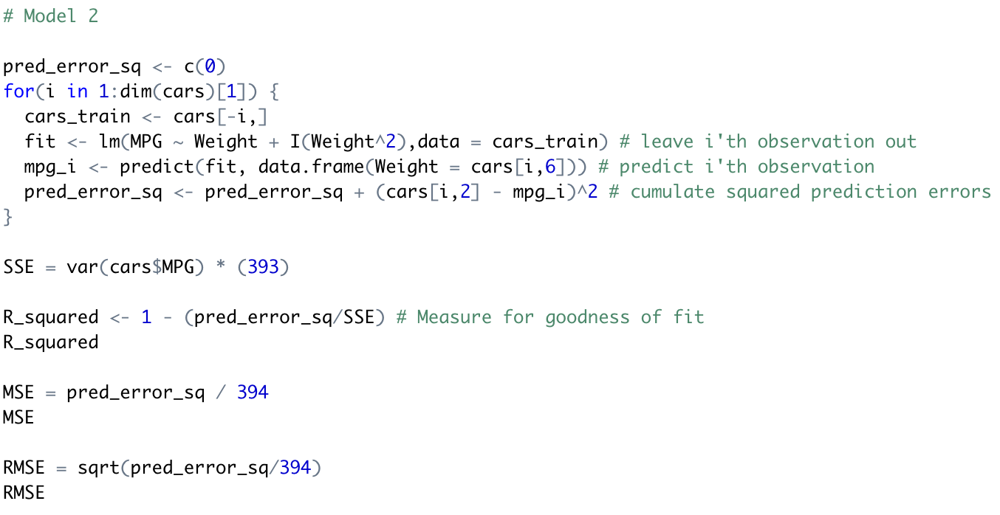 # Model 2
pred_error_sq <- c(0)
for(i in 1:dim(cars)[1]) {
  cars_train <- cars[-i,]
  fit <- lm(MPG ~ Weight + I(Weight^2),data = cars_train) # leave i'th observation out
  mpg_i <- predict(fit, data.frame(Weight = cars[i,6])) # predict i'th observation
  pred_error_sq <- pred_error_sq + (cars[i,2] - mpg_i)^2 # cumulate squared prediction errors
}
SSE = var(cars$MPG) * (393)
R_squared <- 1 - (pred_error_sq/SSE) # Measure for goodness of fit
R_squared
MSE = pred_error_sq / 394
MSE
RMSE = sqrt(pred_error_sq/394)
RMSE